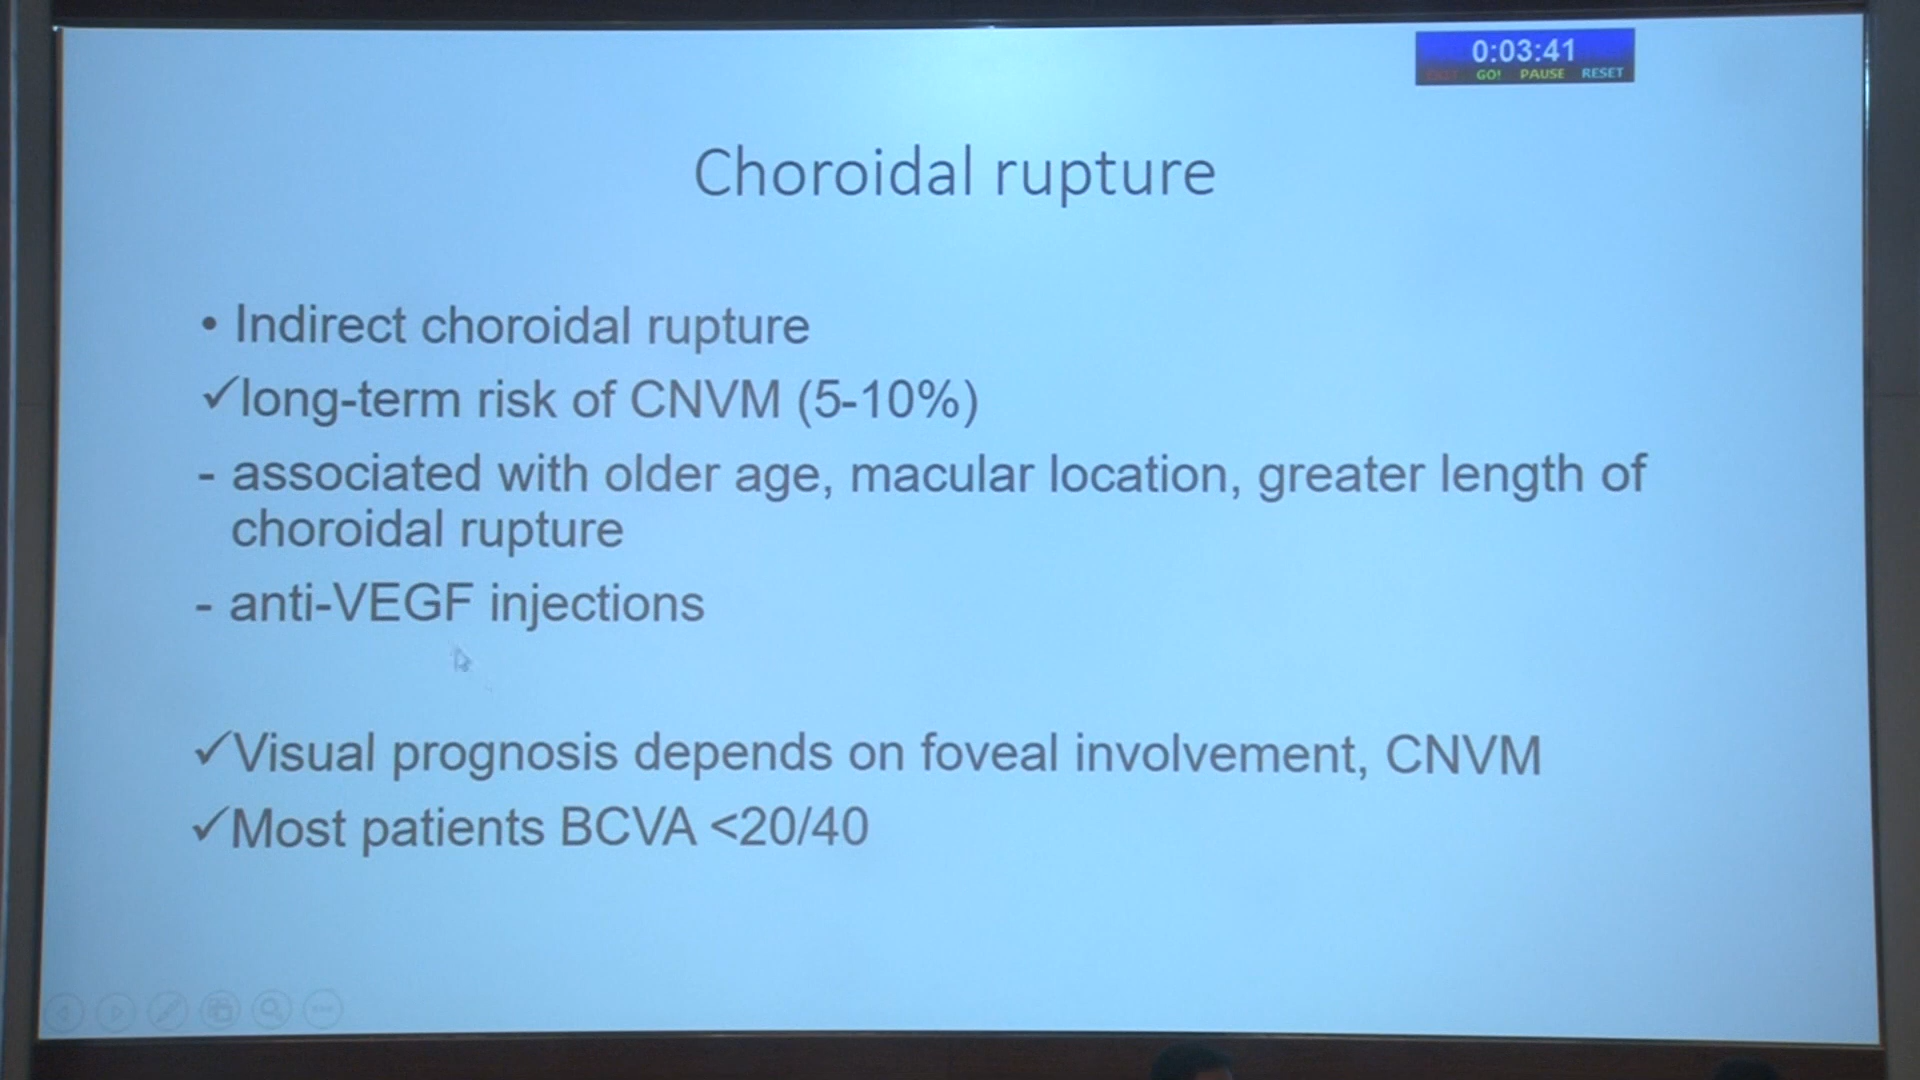 0:03:41
GO! PAUSE RESET
Choroidal rupture
• Indirect choroidal rupture
✓long-term risk of CNVM (5-10%)
- associated with older age, macular location, greater length of
choroidal rupture
- anti-VEGF injections
✓Visual prognosis depends on foveal involvement, CNVM
✓Most patients BCVA <20/40